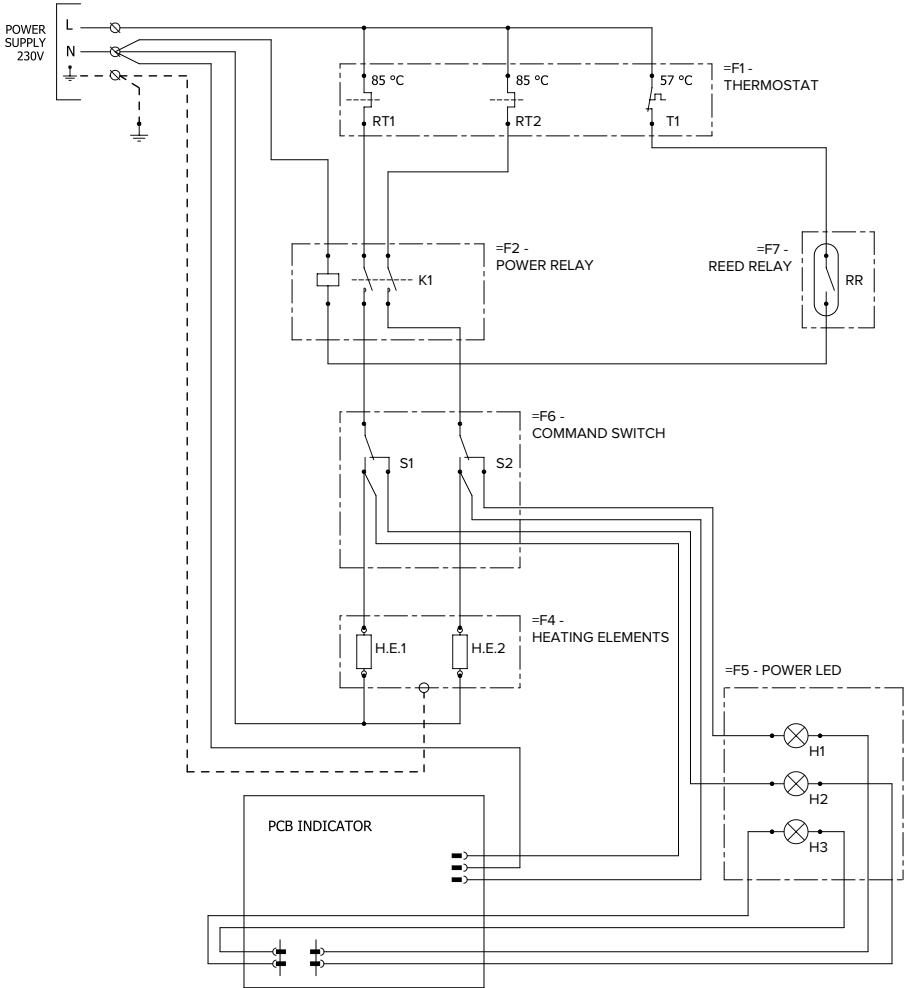 POWER
SUPPLY
230V
L
N
85 °C
85 °C
57 °C
=F1 -
THERMOSTAT
RT1
RT2
T1
=F2 -
POWER RELAY
K1
=F7 -
REED RELAY
RR
=F6 -
COMMAND SWITCH
S1
S2
=F4 -
HEATING ELEMENTS
H.E.1
H.E.2
=F5 - POWER LED
H1
H2
H3
PCB INDICATOR